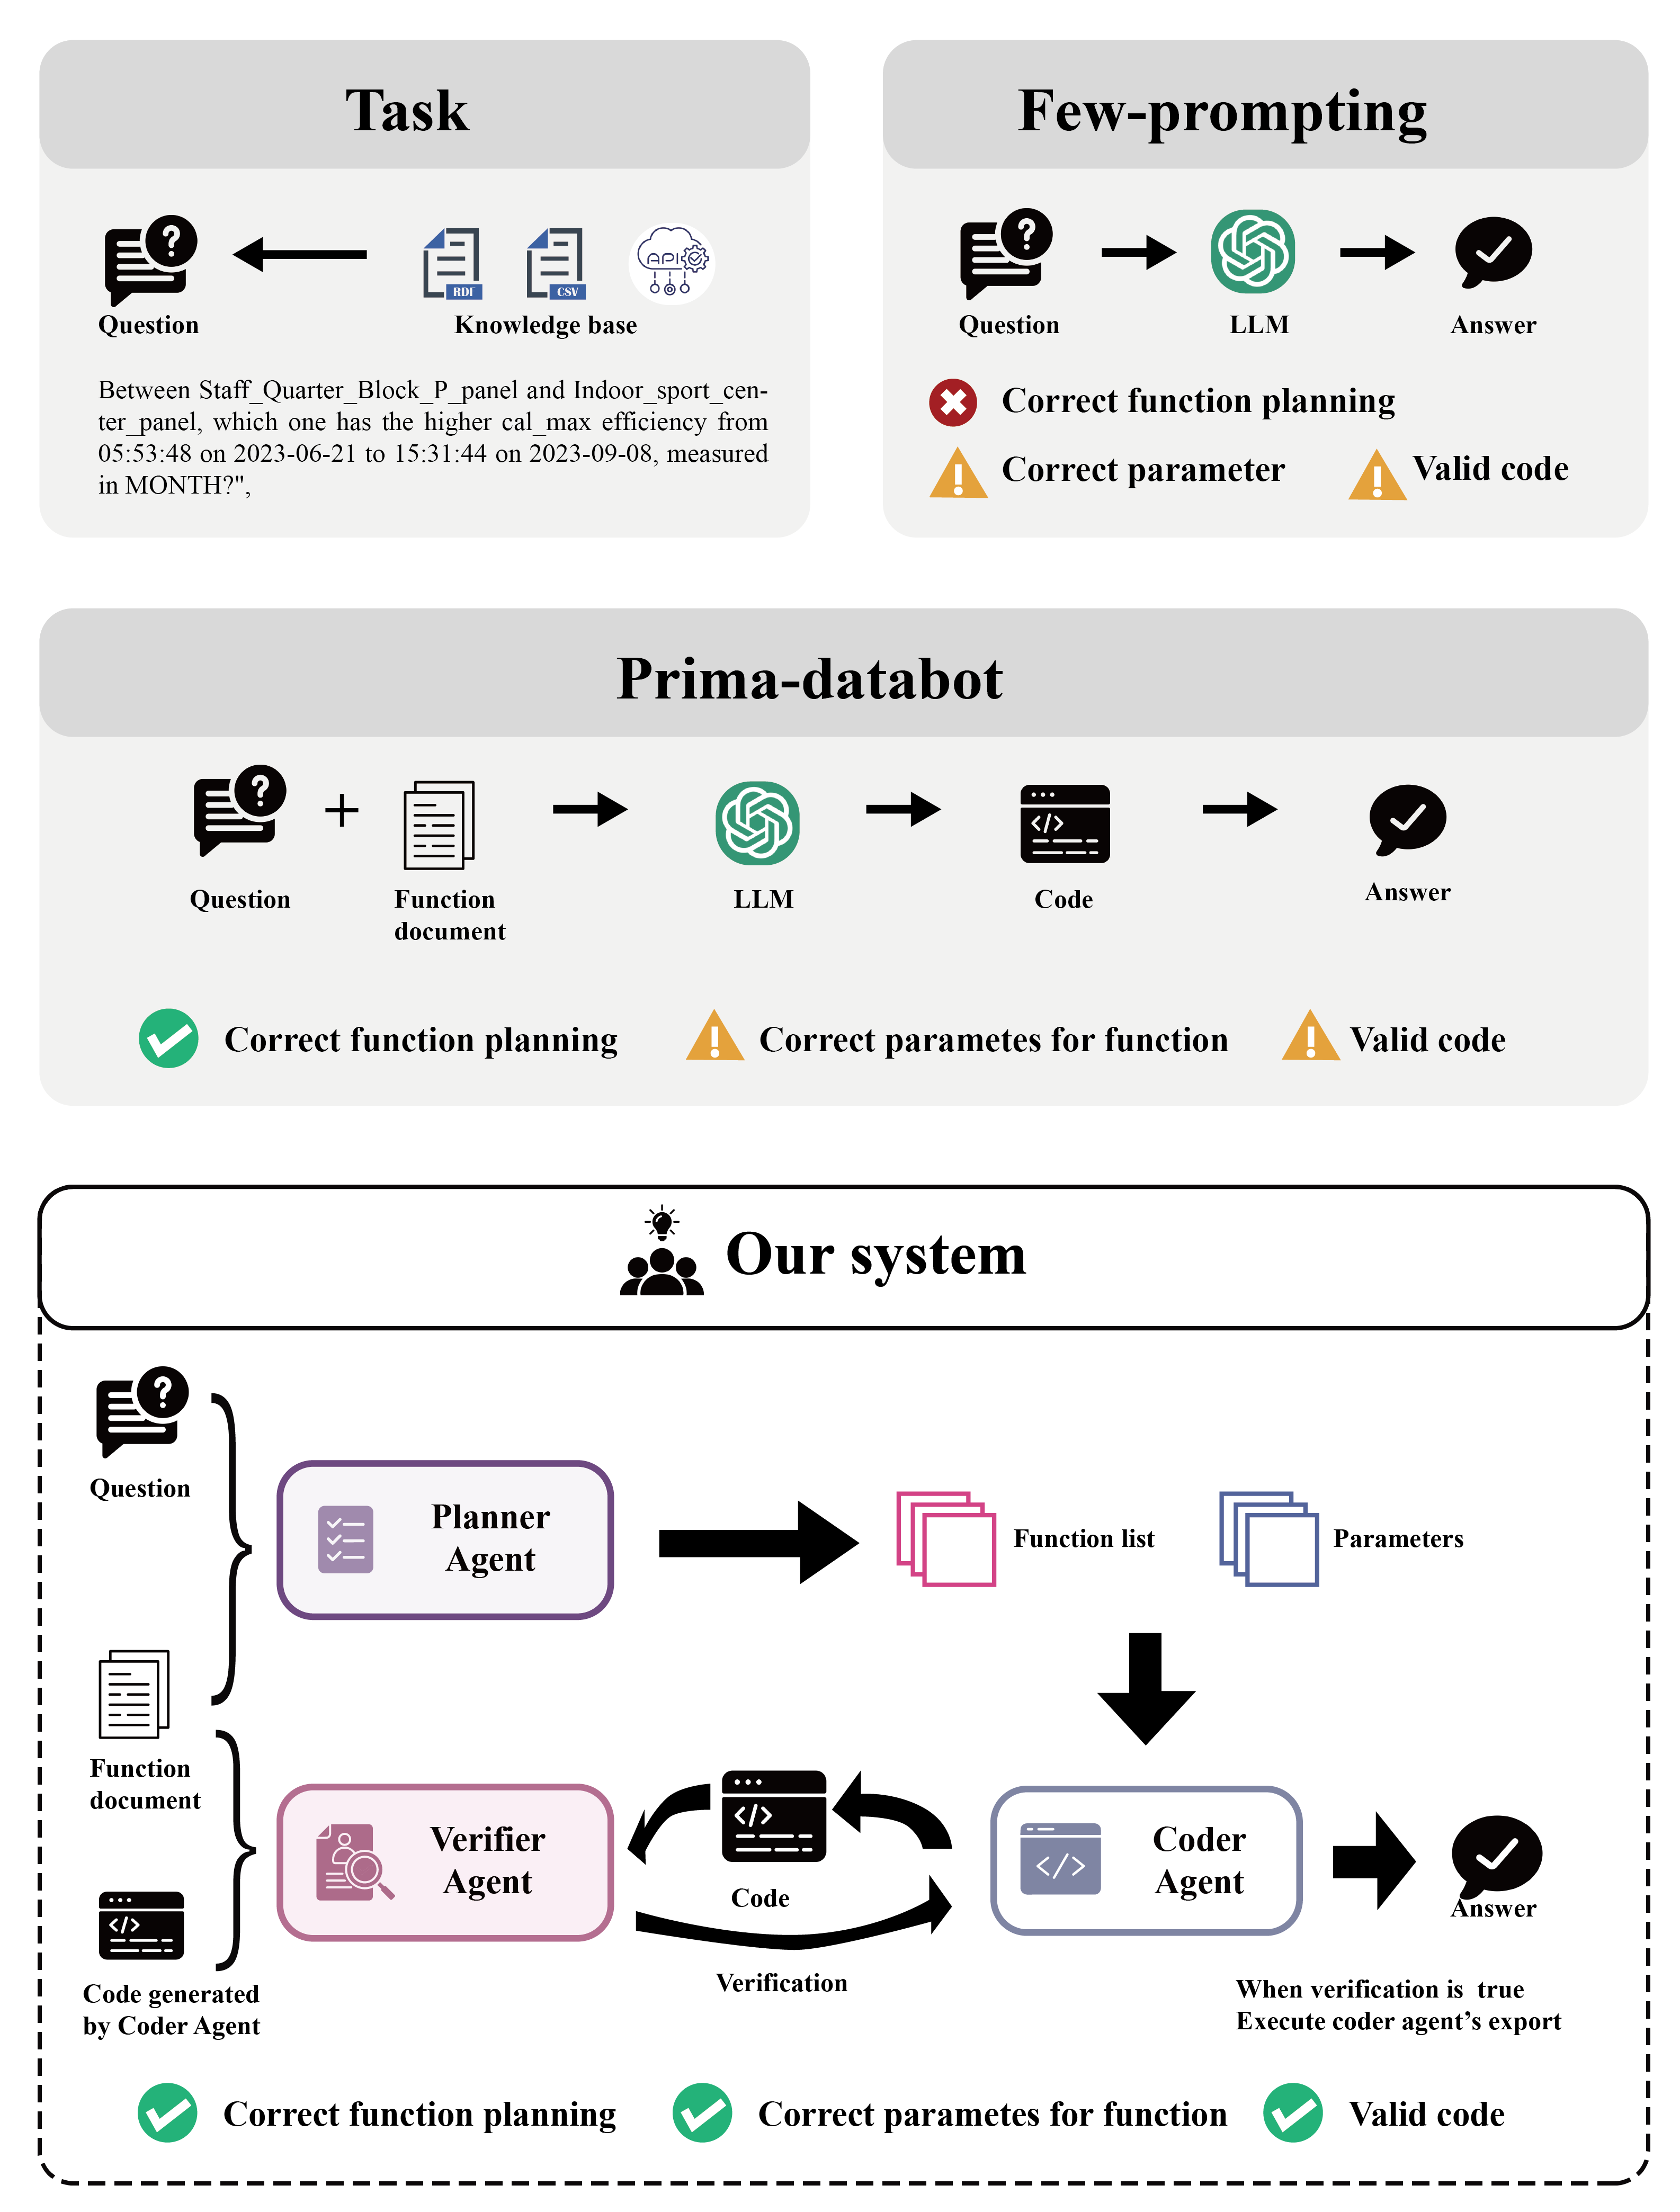 Task
RDF
CSV
API
Question
Knowledge base
Between Staff_Quarter_Block_P_panel and Indoor_sport_cen-
ter_panel, which one has the higher cal_max efficiency from
05:53:48 on 2023-06-21 to 15:31:44 on 2023-09-08, measured
in MONTH?",
Few-prompting
Question
LLM
Answer
Correct function planning
Correct parameter
Valid code
Prima-databot
Question
Function
document
LLM
Code
Answer
Correct function planning
Correct parametes for function
Valid code
Our system
Question
Planner
Agent
Function list
Parameters
Function
document
Verifier
Agent
Code
Verification
Coder
Agent
Answer
Code generated
by Coder Agent
When verification is  true
Execute coder agent’s export
Correct function planning
Correct parametes for function
Valid code